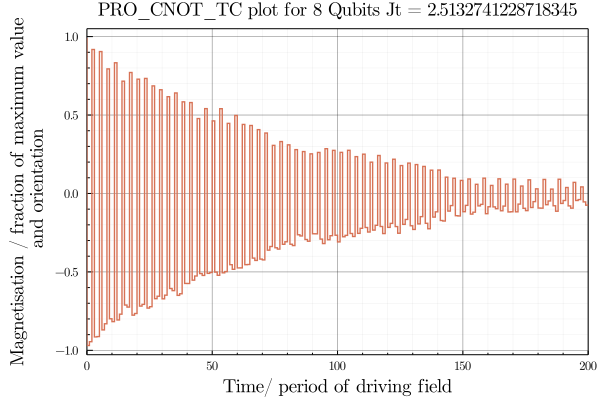 PRO_CNOT_TC plot for 8 Qubits Jt = 2.5132741228718345
Magnetisation / fraction of maximum value
and orientation
1.0
0.5
0.0
−0.5
−1.0
0
50
100
150
200
Time/ period of driving field